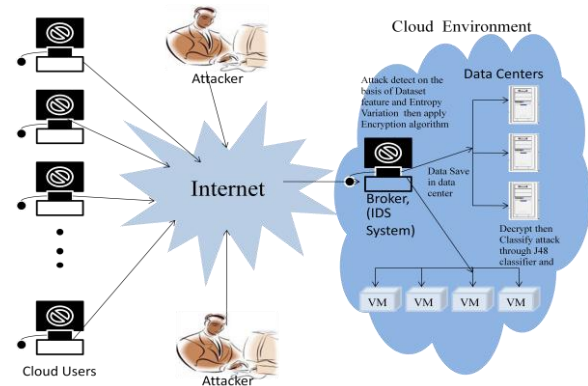 Cloud Environment
Attacker
Attack detect on the
basis of Dataset
feature and Entropy
Variation then apply
Encryption algorithm
Data Centers
Internet
Broker,
(IDS
System)
Data Save
in data
center
Decrypt then
Classify attack
through J48
classifier and
VM
VM
VM
VM
Cloud Users
Attacker